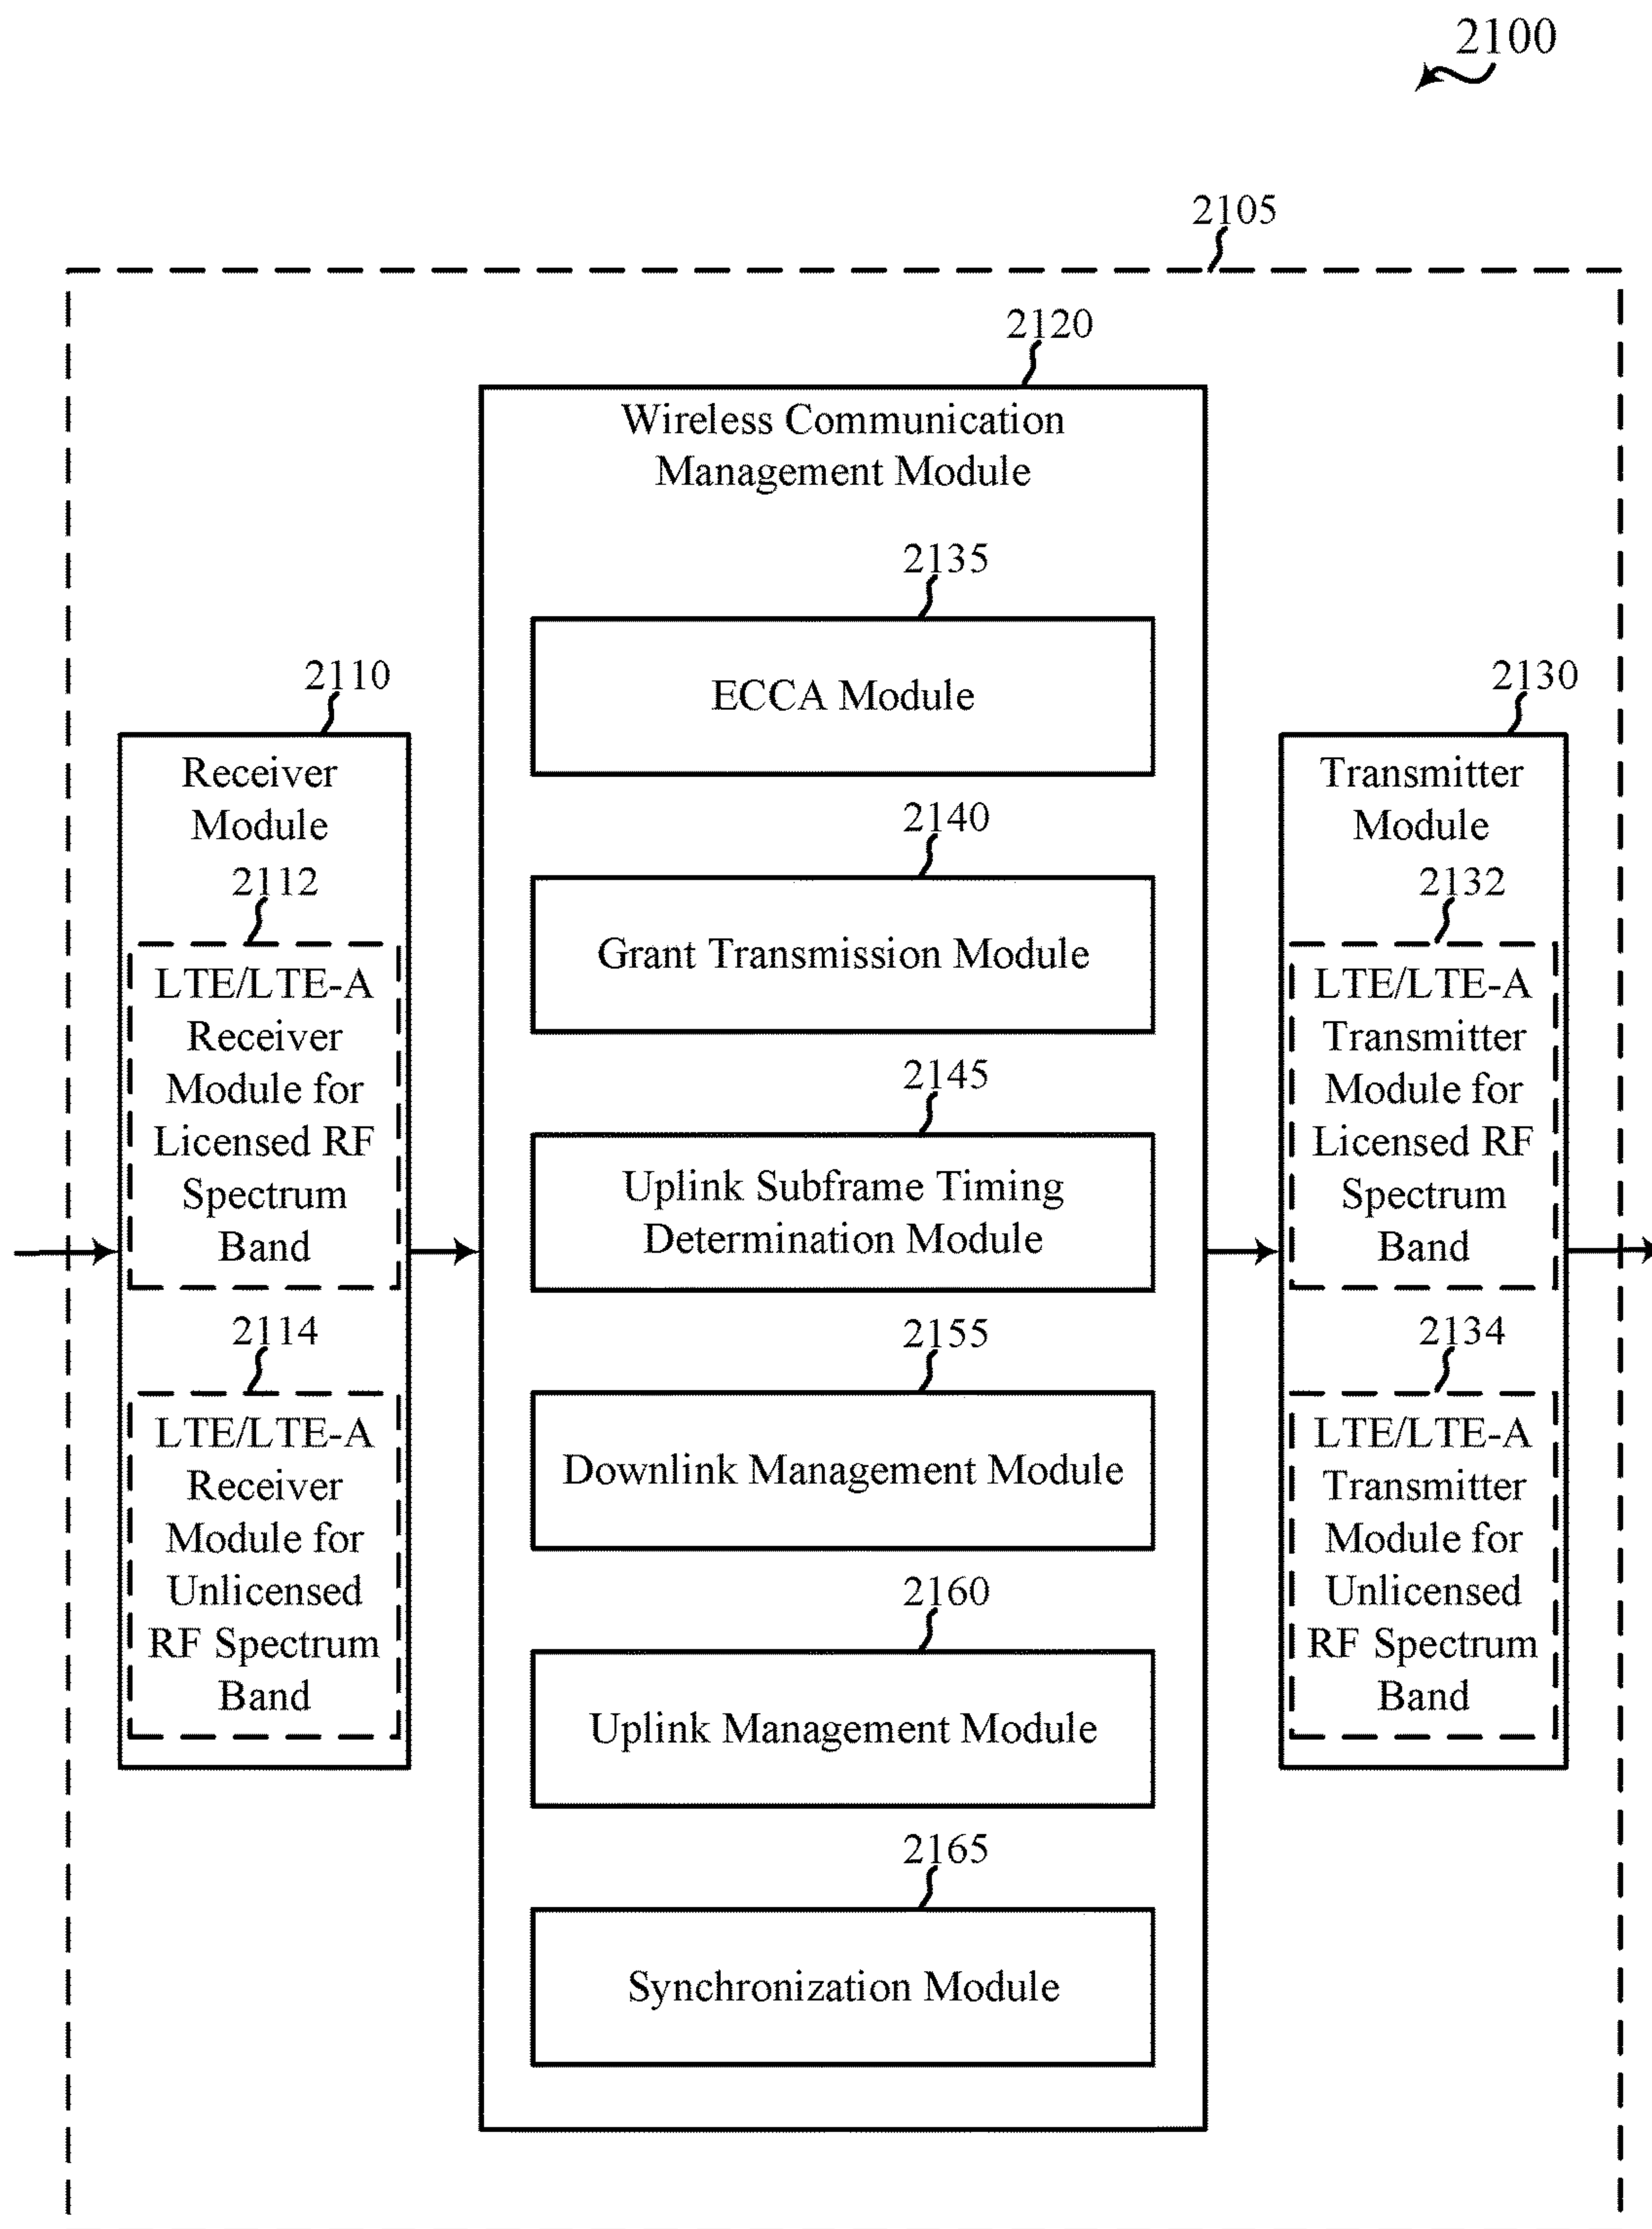 2100
2105
2120
Wireless Communication
Management Module
2135
ECCA Module
2140
Grant Transmission Module
2145
Uplink Subframe Timing
Determination Module
2155
Downlink Management Module
2160
Uplink Management Module
2165
Synchronization Module
2110
Receiver
Module
2112
LTE/LTE-A
Receiver
Module for
Licensed RF
Spectrum
Band
2114
LTE/LTE-A
Receiver
Module for
Unlicensed
RF Spectrum
Band
2130
Transmitter
Module
2132
LTE/LTE-A
Transmitter
Module for
Licensed RF
Spectrum
Band
2134
LTE/LTE-A
Transmitter
Module for
Unlicensed
RF Spectrum
Band